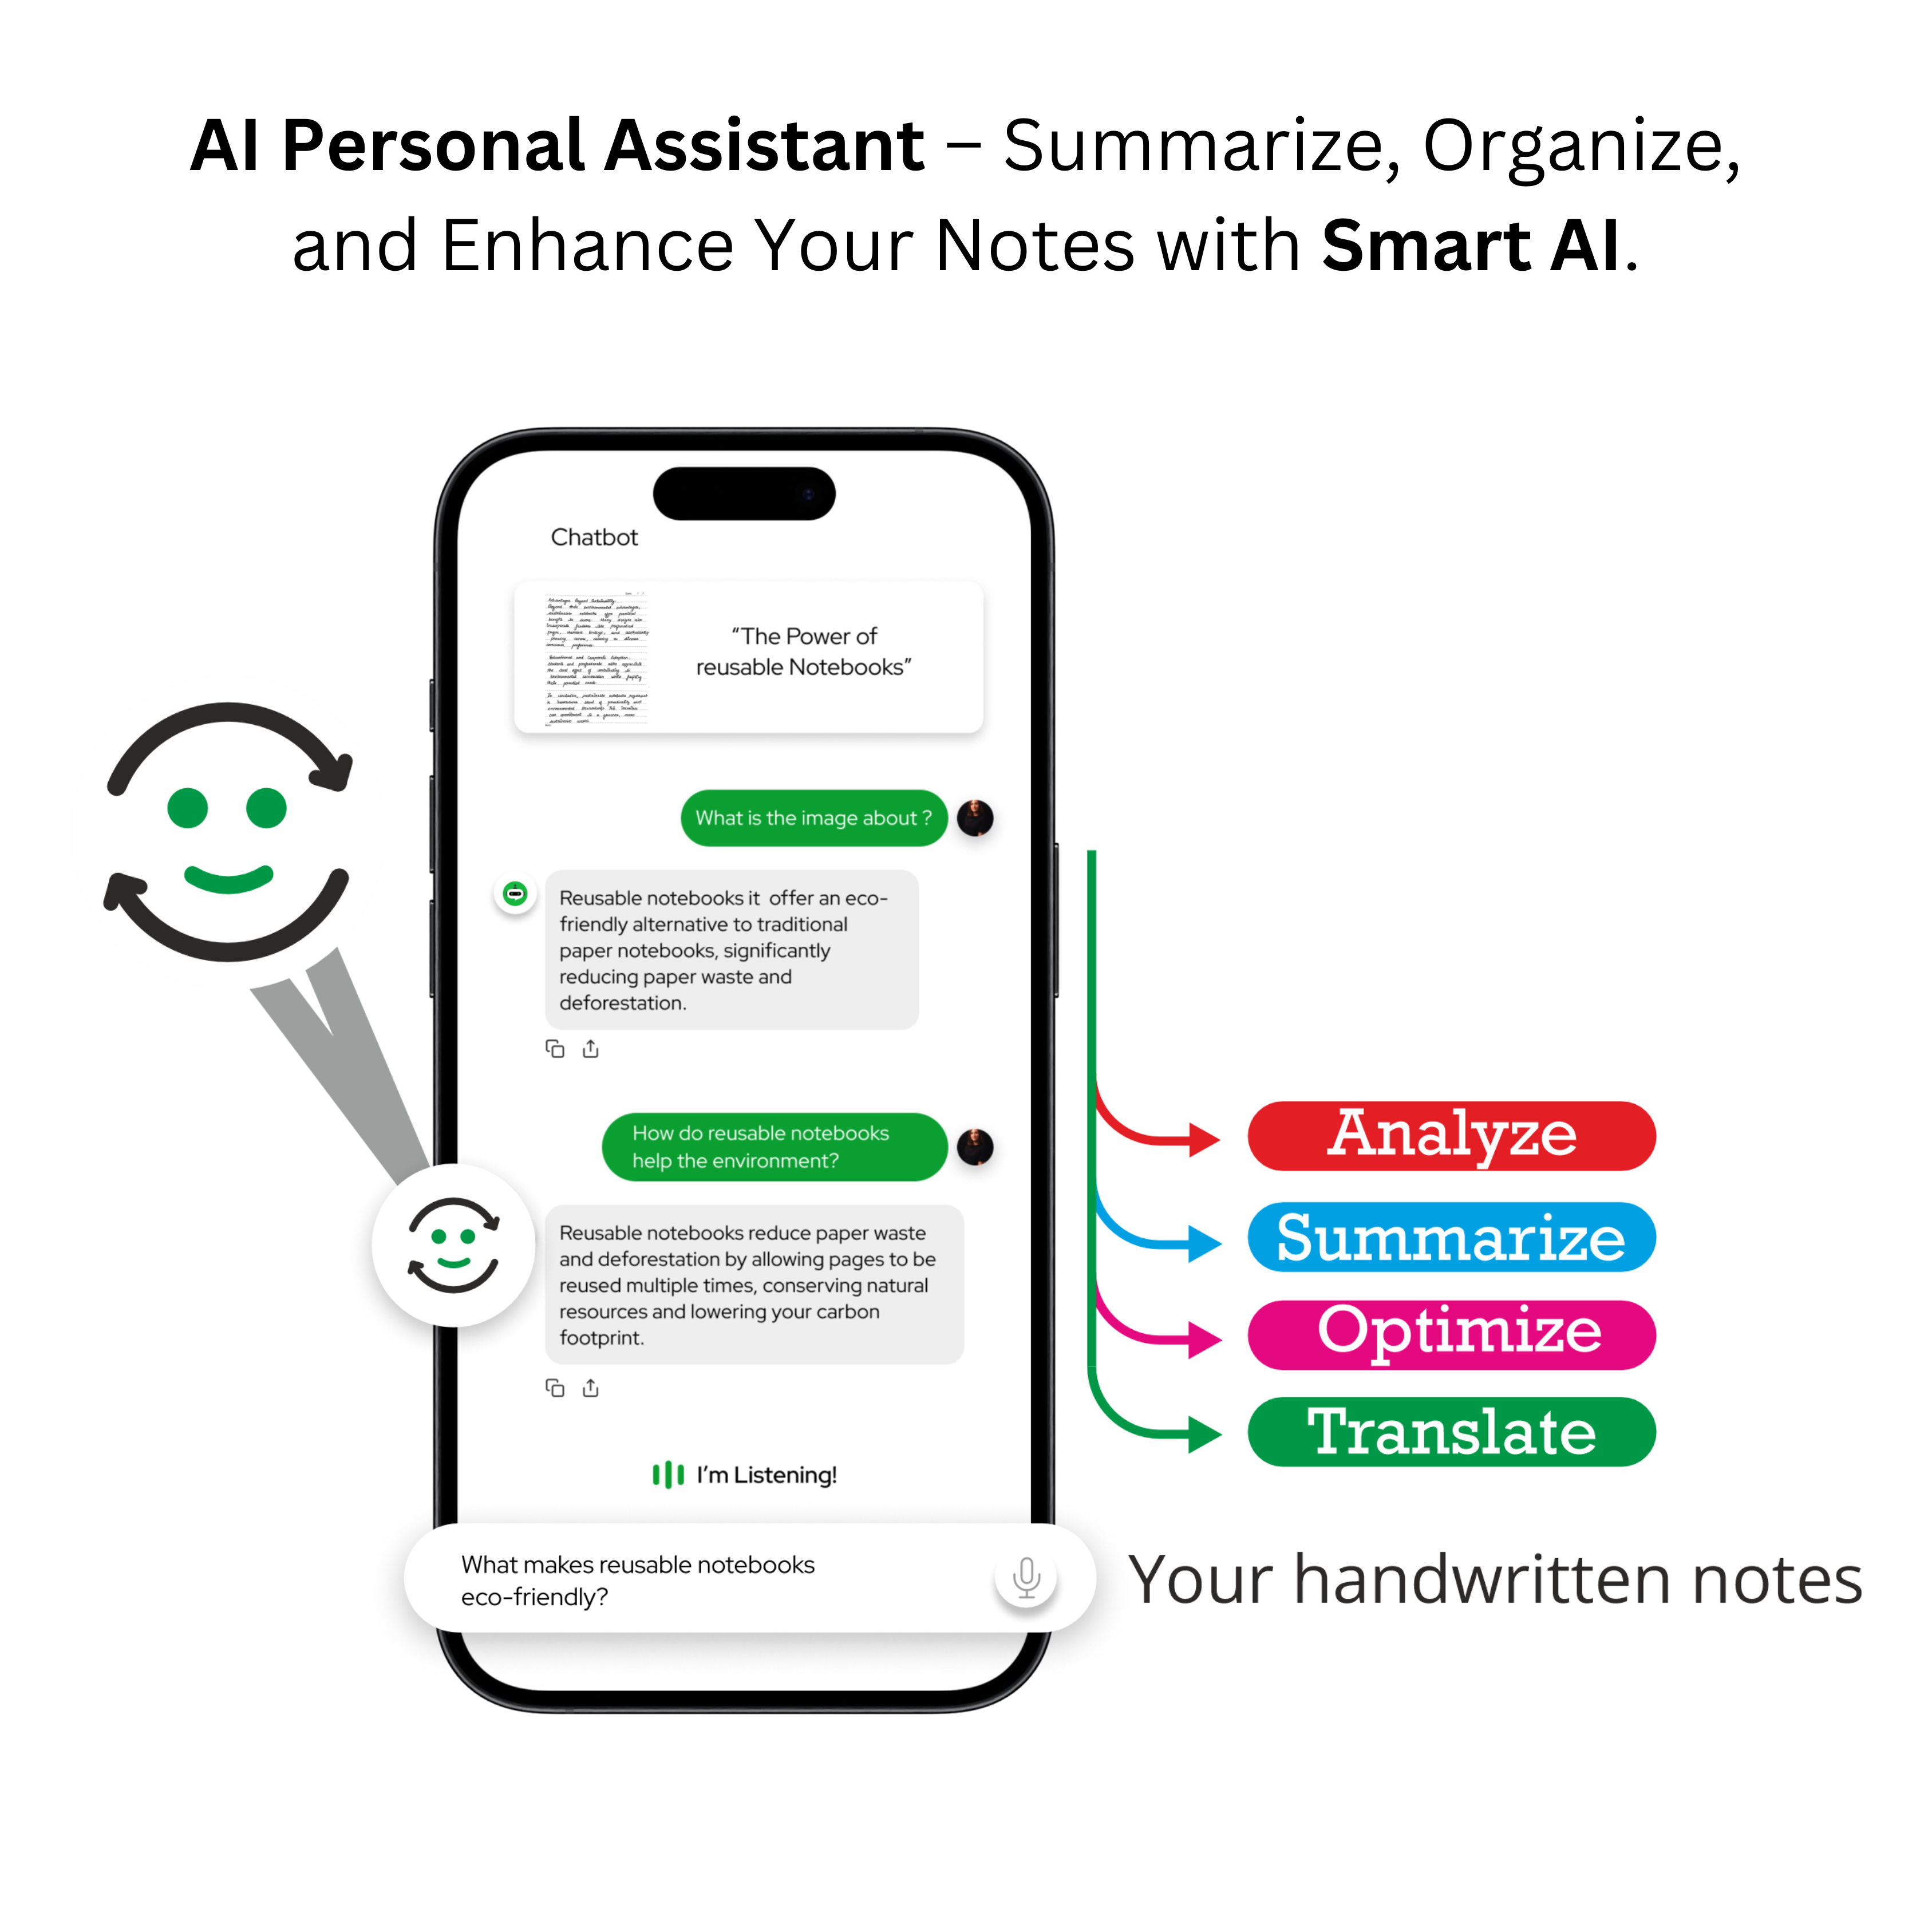 AI Personal Assistant – Summarize, Organize,
and Enhance Your Notes with Smart AI.
Chatbot
“The Power of
reusable Notebooks”
What is the image about ?
Reusable notebooks it offer an eco-
friendly alternative to traditional
paper notebooks, significantly
reducing paper waste and
deforestation.
How do reusable notebooks
help the environment?
Reusable notebooks reduce paper waste
and deforestation by allowing pages to be
reused multiple times, conserving natural
resources and lowering your carbon
footprint.
I’m Listening!
What makes reusable notebooks
eco-friendly?
Analyze
Summarize
Optimize
Translate
Your handwritten notes